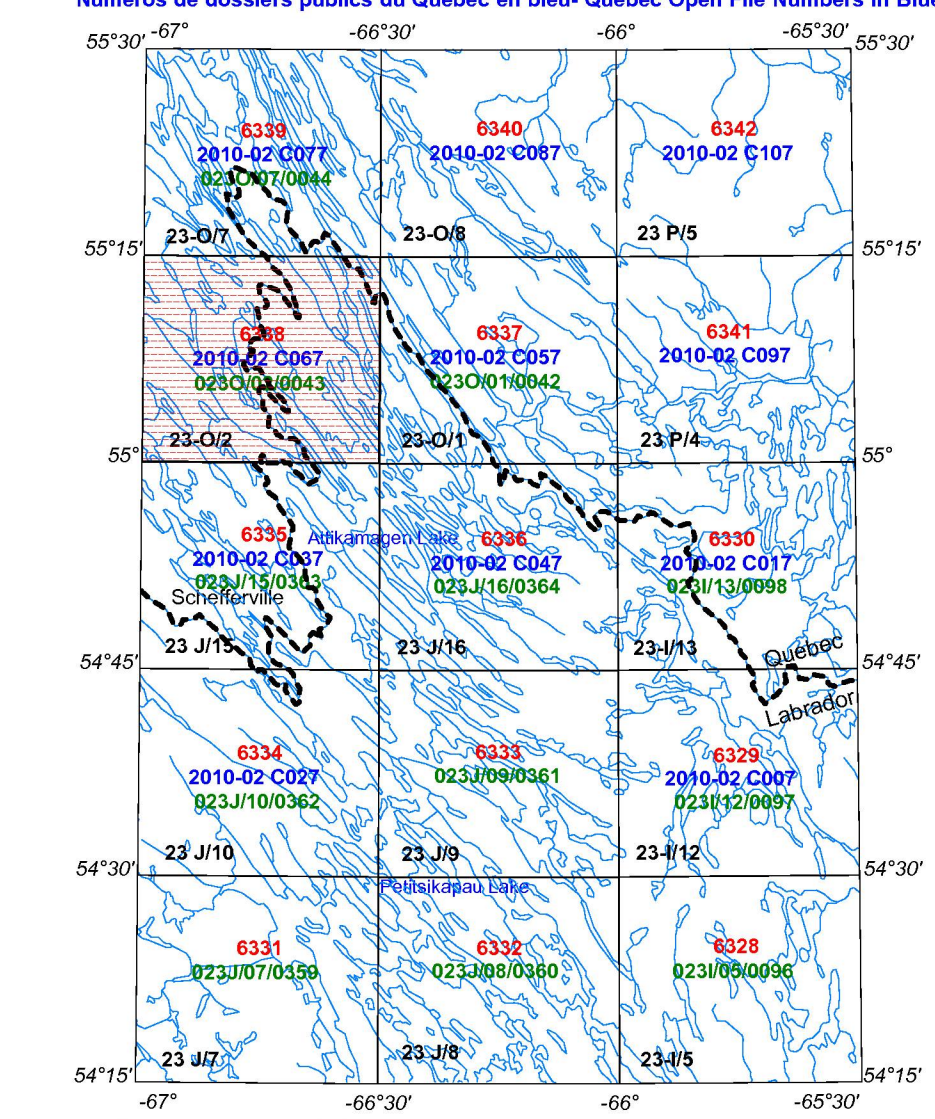 Numéros de dossiers publics du Québec en bleu- Quebec Open File Numbers in Blue
-67° -66°30' -66° -65°30'
55°30' 55°30'
6339 6340 6342
2010-02 C077 2010-02 C087 2010-02 C107
023O/07/0044
23-O/7 23-O/8 23 P/5
55°15' 55°15'
6338 6337 6341
2010-02 C067 2010-02 C057 2010-02 C097
023O/02/0043 023O/01/0042
23-O/2 23-O/1 23 P/4
55° 55°
6335 Attikamagen Lake 6336 6330
2010-02 C037 2010-02 C047 2010-02 C017
023J/15/0363 023J/16/0364 023I/13/0098
Schefferville
23 J/15 23 J/16 23-I/13 Québec
54°45' 54°45'
Labrador
6334 6333 6329
2010-02 C027 023J/09/0361 2010-02 C007
023J/10/0362 023I/12/0097
23 J/10 23 J/9 23-I/12
54°30' 54°30'
Petitsikapau Lake
6331 6332 6328
023J/07/0359 023J/08/0360 023I/05/0096
23 J/7 23 J/8 23-I/5
54°15' 54°15'
-67° -66°30' -66° -65°30'